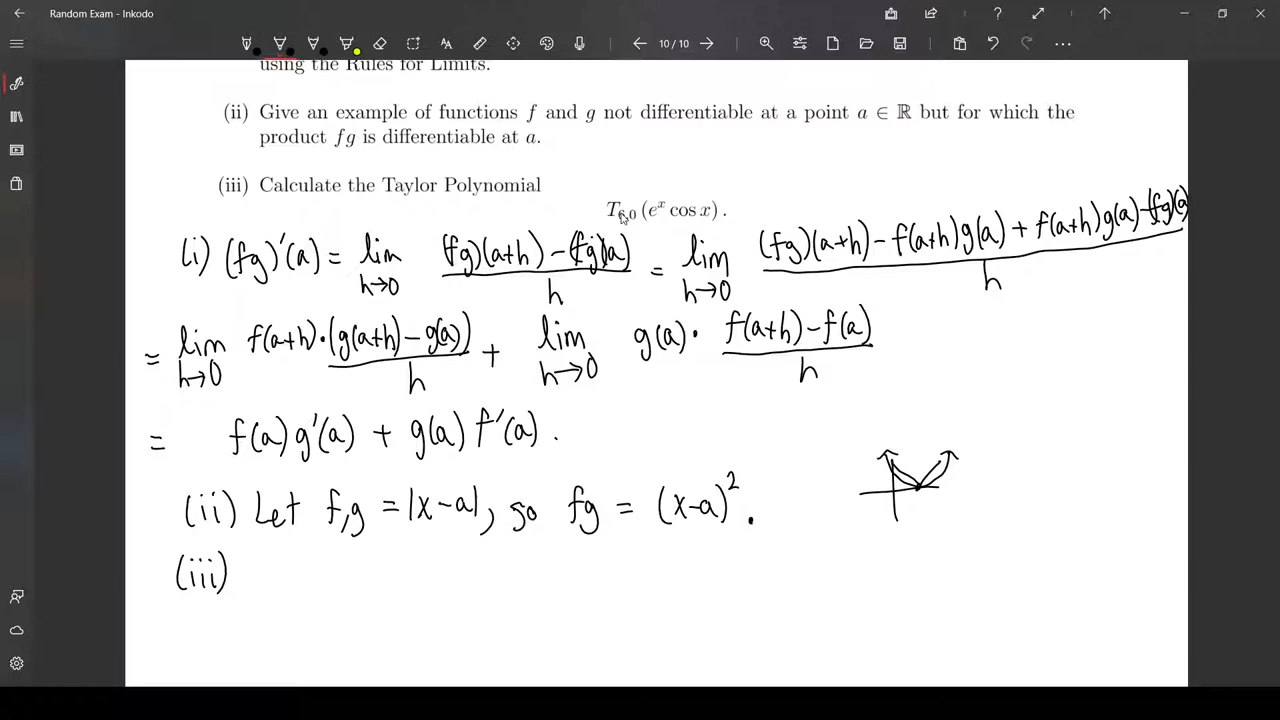 Random Exam - Inkodo
10 / 10
using the Rules for Limits.
(ii) Give an example of functions f and g not differentiable at a point a ∈ ℝ but for which the
product fg is differentiable at a.
(iii) Calculate the Taylor Polynomial
T₆,₀ (eˣ cos x) .
(i) (fg)'(a) = lim h→0 (fg)(a+h) - (fg)(a) / h = lim h→0 (fg)(a+h) - f(a+h)g(a) + f(a+h)g(a) - (fg)(a) / h
= lim h→0 f(a+h) · (g(a+h) - g(a)) / h + lim h→0 g(a) · f(a+h) - f(a) / h
= f(a)g'(a) + g(a)f'(a) .
(ii) Let f,g = |x-a|, so fg = (x-a)² .
(iii)